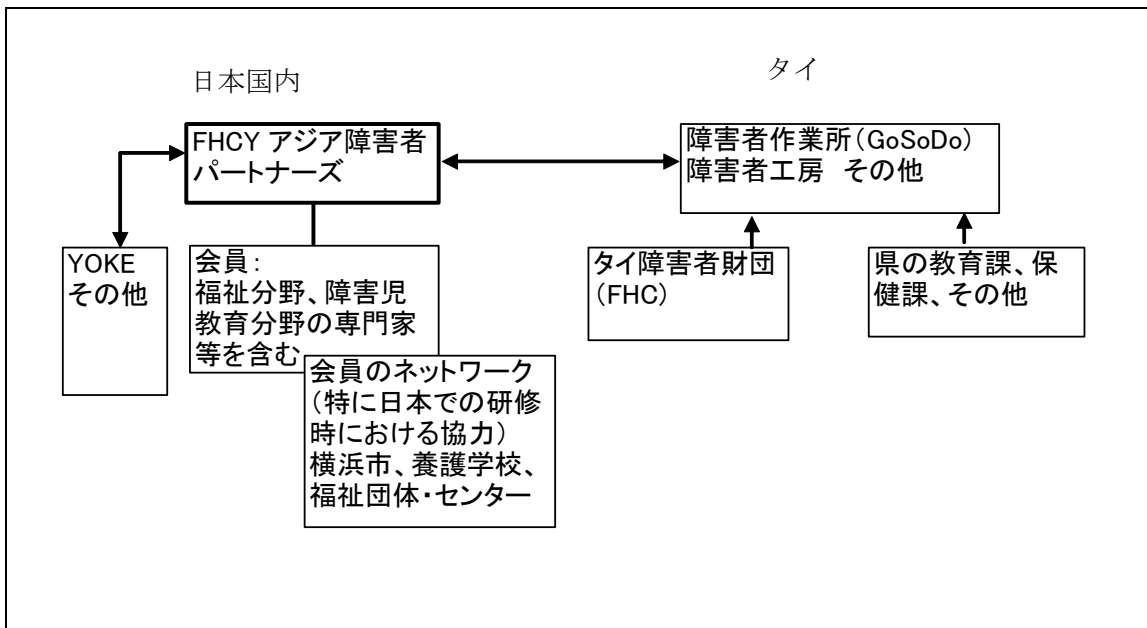 日本国内
タイ
FHCY アジア障害者
パートナーズ
障害者作業所(GoSoDo)
障害者工房　その他
YOKE
その他
会員:
福祉分野、障害児
教育分野の専門家
等を含む
会員のネットワーク
(特に日本での研修
時における協力)
横浜市、養護学校、
福祉団体・センター
タイ障害者財団
(FHC)
県の教育課、保
健課、その他